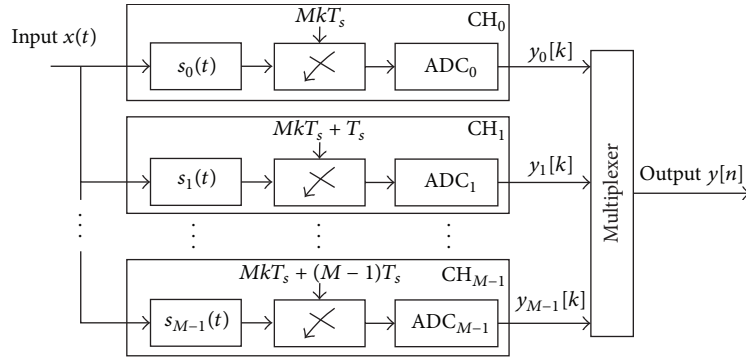 MkT_s
CH_0
Input x(t)
s_0(t)
ADC_0
y_0[k]
MkT_s + T_s
CH_1
s_1(t)
ADC_1
y_1[k]
Multiplexer
Output y[n]
MkT_s + (M − 1)T_s
CH_{M−1}
s_{M−1}(t)
ADC_{M−1}
y_{M−1}[k]